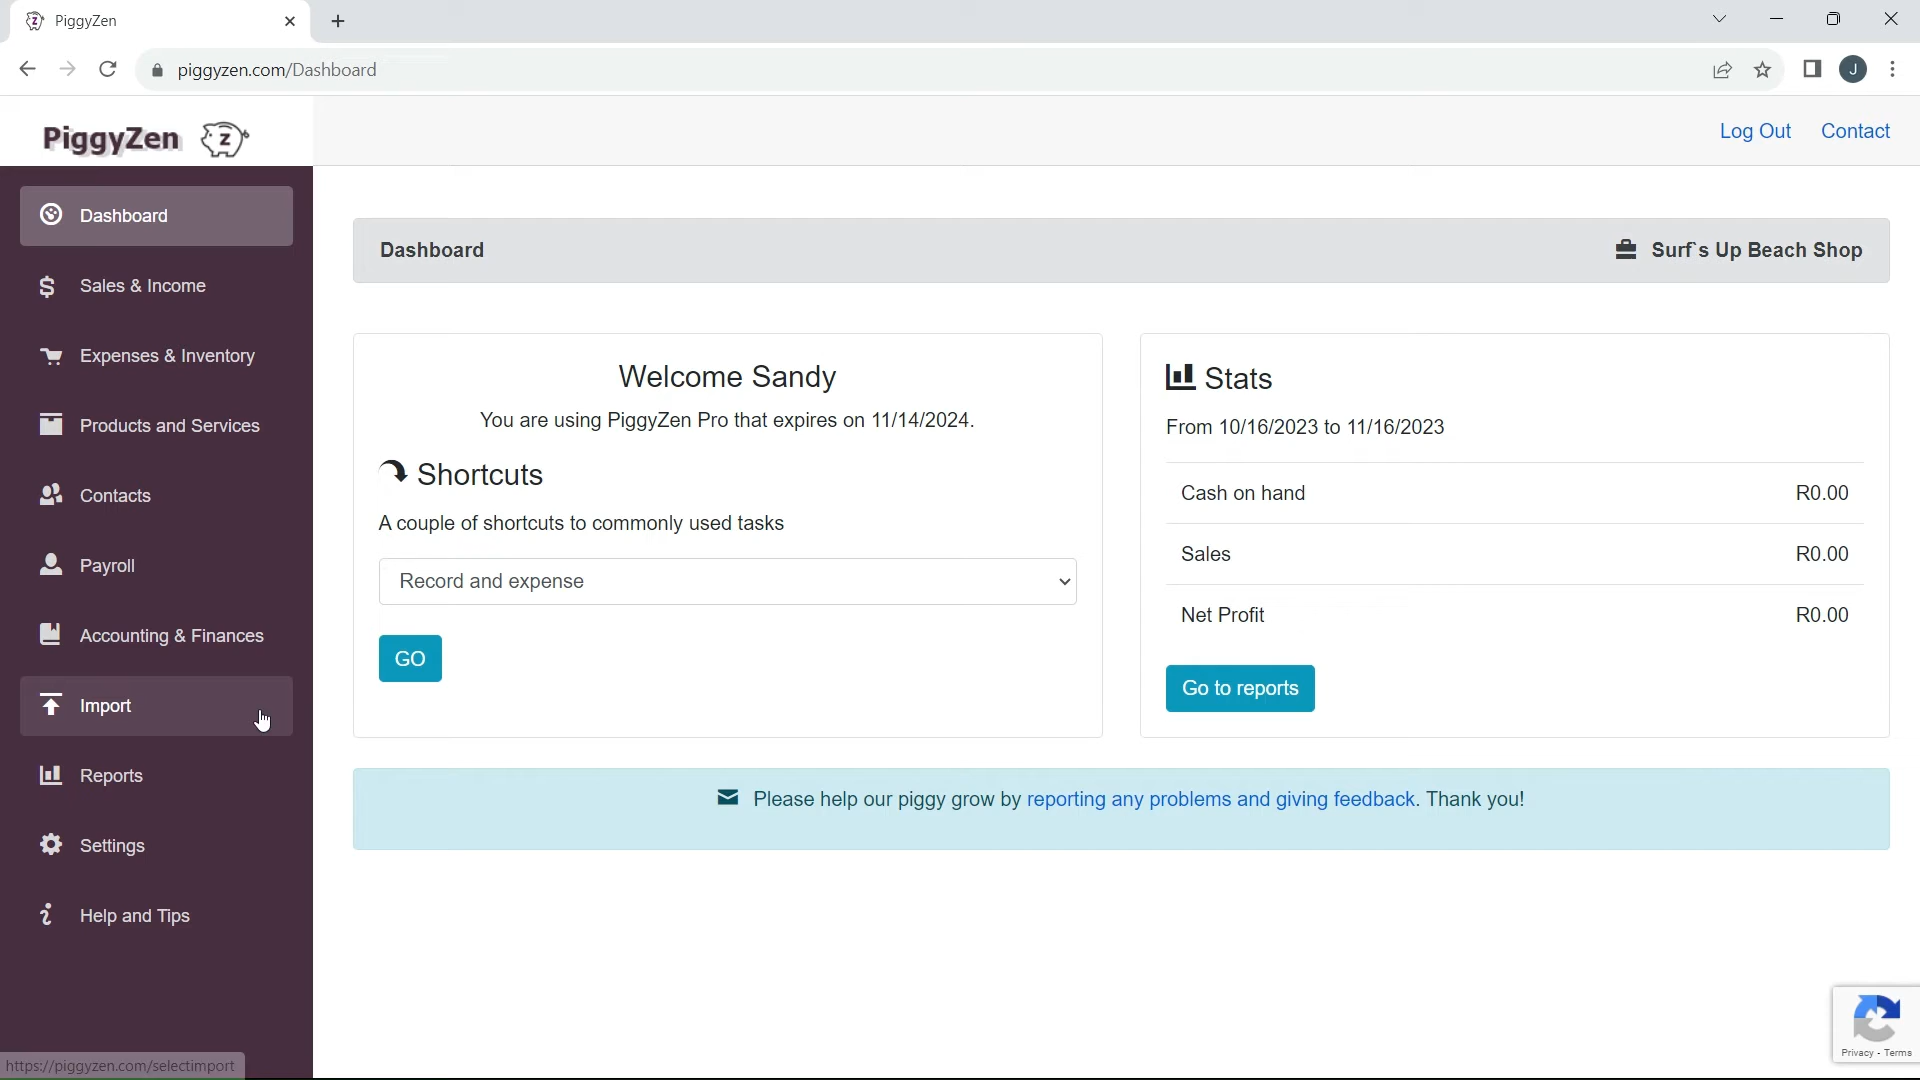 PiggyZen
piggyzen.com/Dashboard
J
PiggyZen
Z
Log Out
Contact
Dashboard
Sales & Income
Expenses & Inventory
Products and Services
Contacts
Payroll
Accounting & Finances
Import
Reports
Settings
Help and Tips
Dashboard
Surf`s Up Beach Shop
Welcome Sandy
You are using PiggyZen Pro that expires on 11/14/2024.
Shortcuts
A couple of shortcuts to commonly used tasks
Record and expense
GO
Stats
From 10/16/2023 to 11/16/2023
Cash on hand R0.00
Sales R0.00
Net Profit R0.00
Go to reports
Please help our piggy grow by reporting any problems and giving feedback. Thank you!
Privacy - Terms
https://piggyzen.com/selectimport